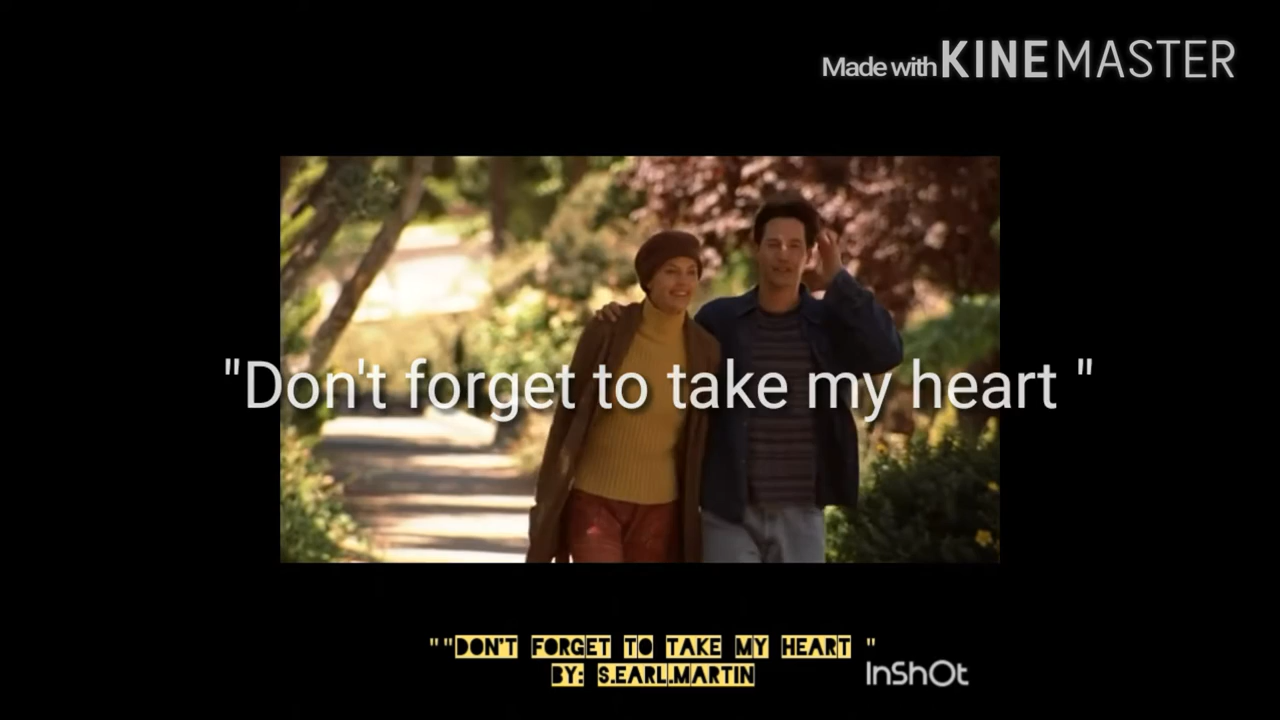 Made with KINEMASTER
"Don't forget to take my heart "
""DON'T FORGET TO TAKE MY HEART "
BY: S.EARL.MARTIN
InShOt